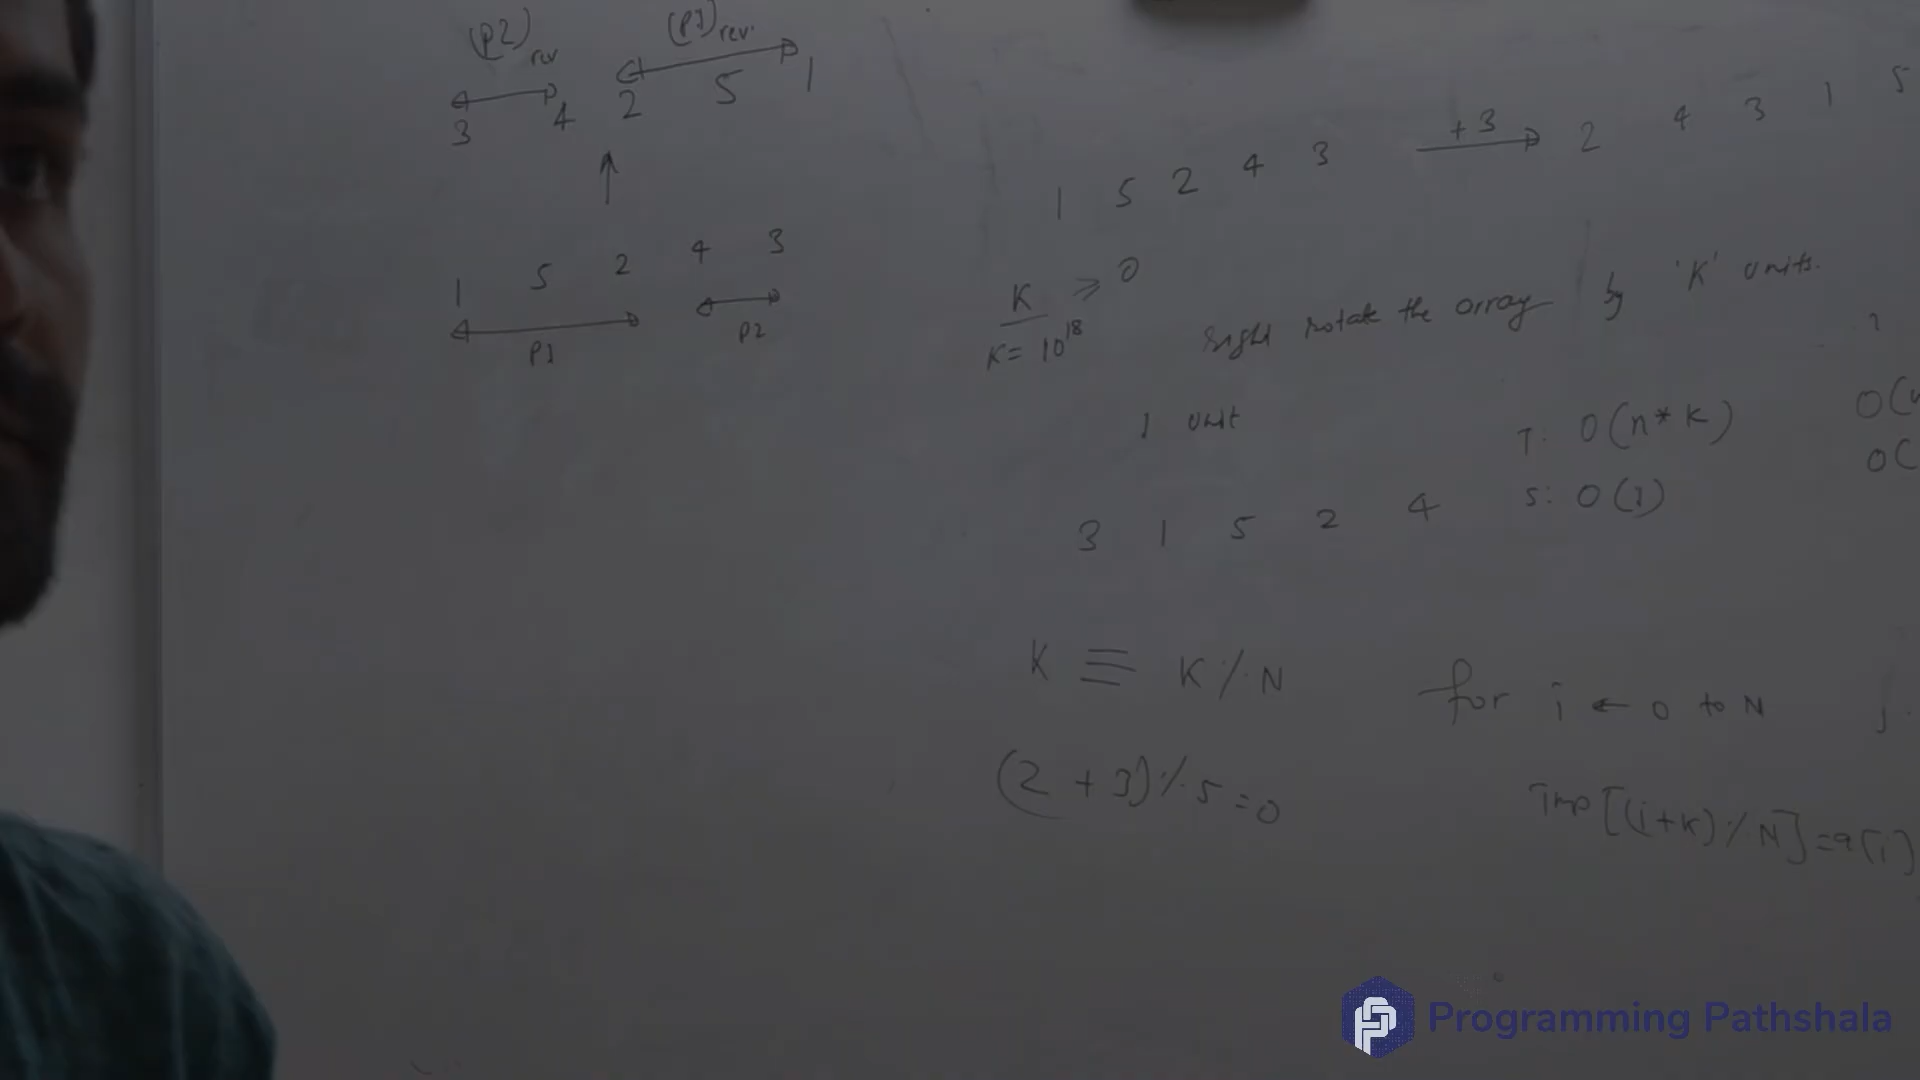 (P2)rev (P1)rev.
3 4 2 5 1
1 5 2 4 3
P1 P2
1 5 2 4 3 +3 2 4 3 1 5
K ≥ 0
K = 10^18
right rotate the array by 'K' units.
1 unit
T: O(n*k)
S: O(1)
3 1 5 2 4
K ≡ K % N
for i ← 0 to N
(2 + 3) % 5 = 0
Tmp[(i+k) % N] = a[i]
Programming Pathshala